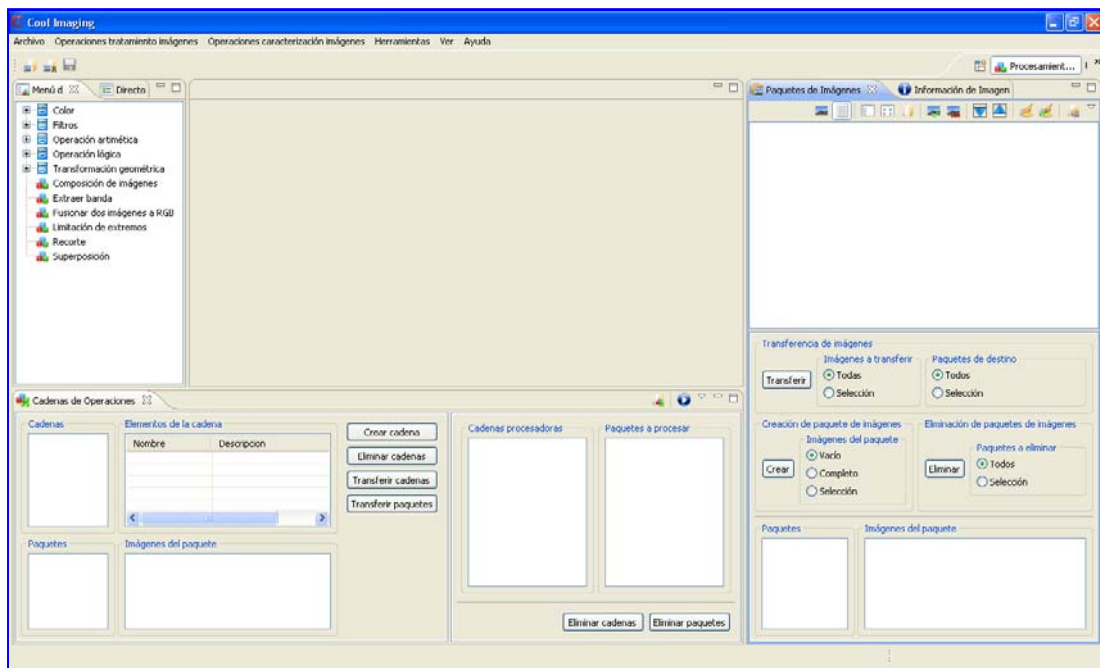 Cool Imaging
Archivo Operaciones tratamiento imágenes Operaciones caracterización imágenes Herramientas Ver Ayuda
Procesamient...
Menú d
Directo
Color
Filtros
Operación artimética
Operación lógica
Transformación geométrica
Composición de imágenes
Extraer banda
Fusionar dos imágenes a RGB
Limitación de extremos
Recorte
Superposición
Paquetes de Imágenes
Información de Imagen
Transferencia de imágenes
Transferir
Imágenes a transferir
Todas
Selección
Paquetes de destino
Todos
Selección
Creación de paquete de imágenes
Crear
Imágenes del paquete
Vacío
Completo
Selección
Eliminación de paquetes de imágenes
Eliminar
Paquetes a eliminar
Todos
Selección
Paquetes
Imágenes del paquete
Cadenas de Operaciones
Cadenas
Elementos de la cadena
Nombre Descripcion
Crear cadena
Eliminar cadenas
Transferir cadenas
Transferir paquetes
Paquetes
Imágenes del paquete
Cadenas procesadoras
Paquetes a procesar
Eliminar cadenas
Eliminar paquetes